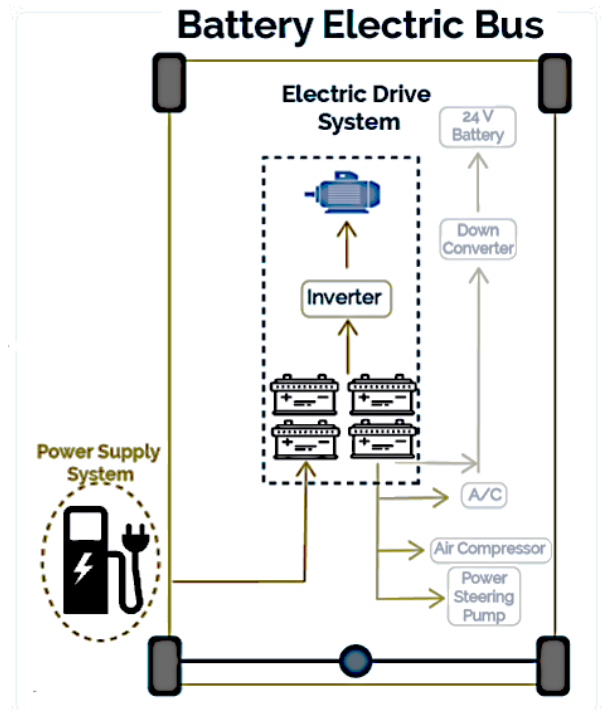 Battery Electric Bus
Electric Drive
System
24 V
Battery
Down
Converter
Inverter
Power Supply
System
A/C
Air Compressor
Power
Steering
Pump